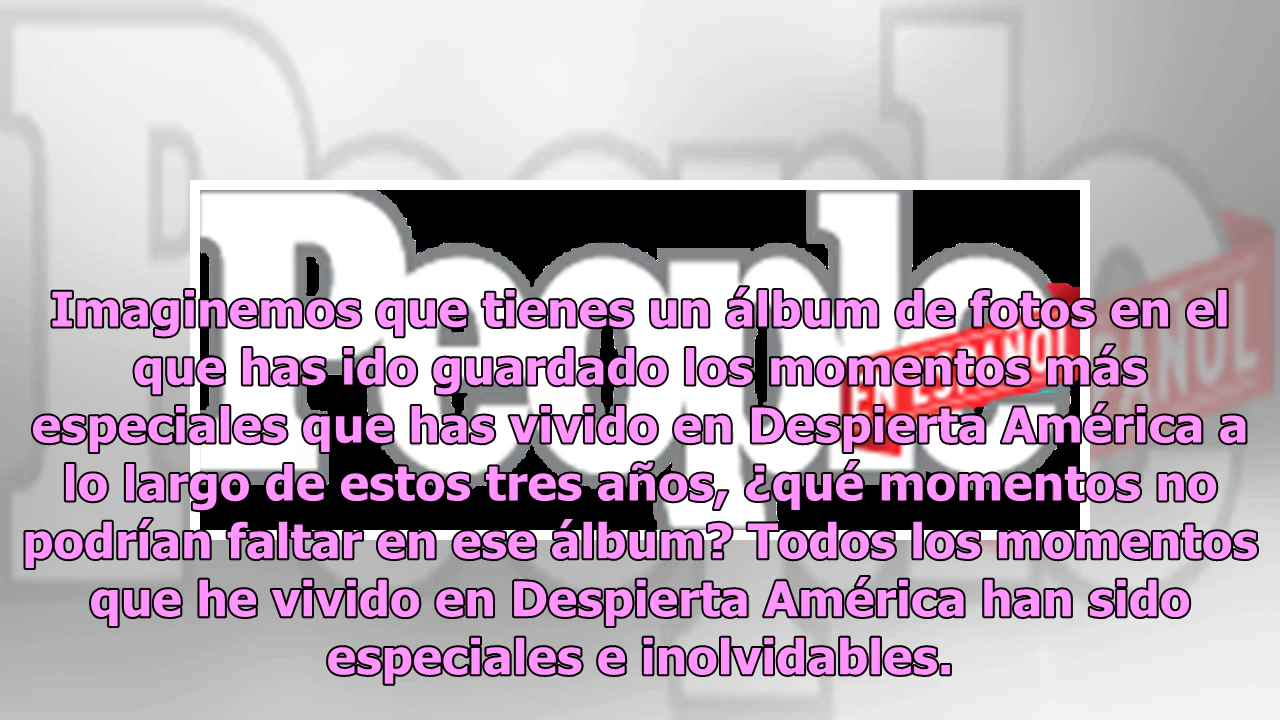 People
EN ESPAÑOL
Imaginemos que tienes un álbum de fotos en el
que has ido guardado los momentos más
especiales que has vivido en Despierta América a
lo largo de estos tres años, ¿qué momentos no
podrían faltar en ese álbum? Todos los momentos
que he vivido en Despierta América han sido
especiales e inolvidables.